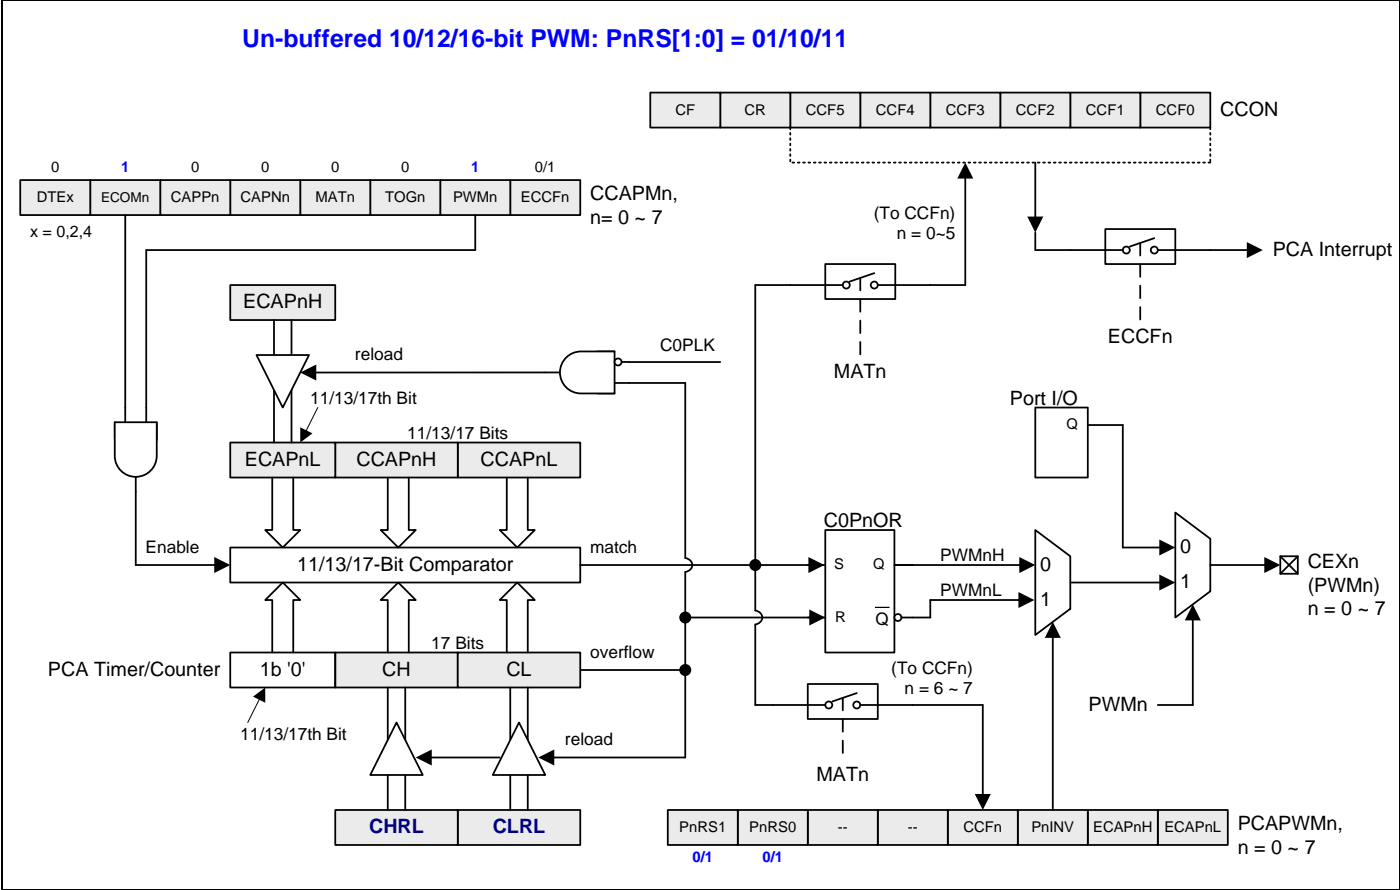 Un-buffered 10/12/16-bit PWM: PnRS[1:0] = 01/10/11
CF CR CCF5 CCF4 CCF3 CCF2 CCF1 CCF0 CCON
0 1 0 0 0 0 1 0/1
DTEx ECOMn CAPPn CAPNn MATn TOGn PWMn ECCFn
CCAPMn,
n= 0 ~ 7
x = 0,2,4
(To CCFn)
n = 0~5
PCA Interrupt
ECCFn
MATn
ECAPnH
reload
C0PLK
11/13/17th Bit
11/13/17 Bits
ECAPnL CCAPnH CCAPnL
Port I/O
Q
Enable
11/13/17-Bit Comparator
match
C0PnOR
S Q
R Q
PWMnH
PWMnL
0
1
0
1
CEXn
(PWMn)
n = 0 ~ 7
17 Bits
PCA Timer/Counter
1b '0' CH CL
overflow
(To CCFn)
n = 6 ~ 7
PWMn
11/13/17th Bit
reload
MATn
CHRL CLRL
PnRS1 PnRS0 -- -- CCFn PnINV ECAPnH ECAPnL
PCAPWMn,
n = 0 ~ 7
0/1 0/1